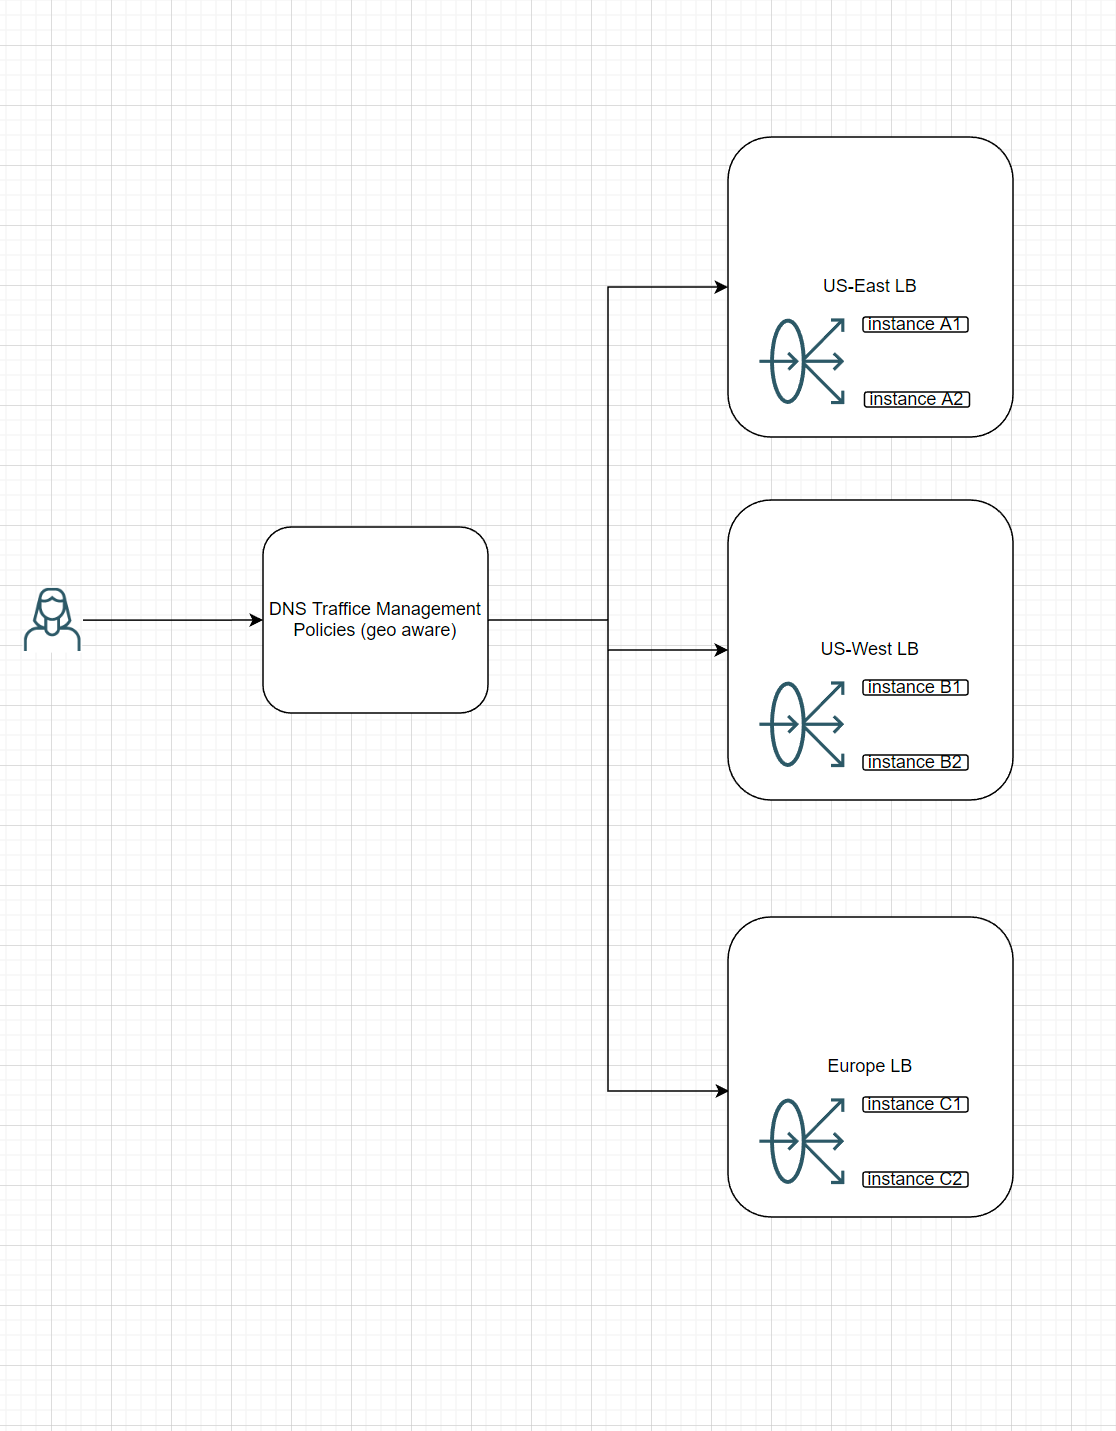 US-East LB
instance A1
instance A2
DNS Traffice Management
Policies (geo aware)
US-West LB
instance B1
instance B2
Europe LB
instance C1
instance C2